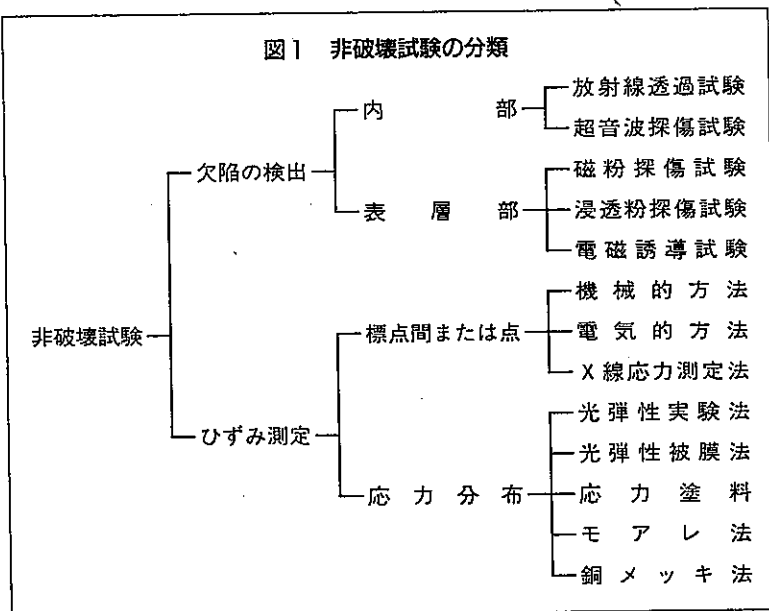 図1 非破壊試験の分類
非破壊試験
欠陥の検出
内部
放射線透過試験
超音波探傷試験
表層部
磁粉探傷試験
浸透粉探傷試験
電磁誘導試験
ひずみ測定
標点間または点
機械的方法
電気的方法
X線応力測定法
応力分布
光弾性実験法
光弾性被膜法
応力塗料
モアレ法
銅メッキ法